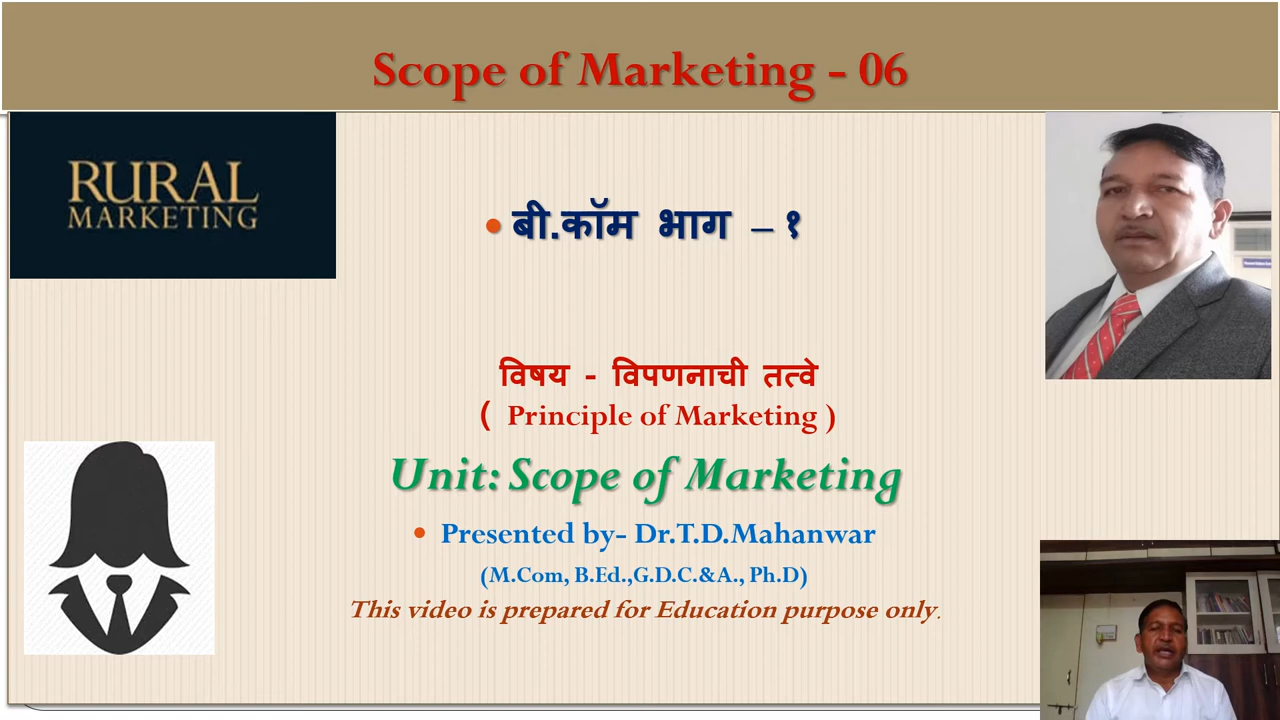 Scope of Marketing - 06
RURAL
MARKETING
बी.कॉम भाग – १
विषय - विपणनाची तत्वे
( Principle of Marketing )
Unit: Scope of Marketing
Presented by- Dr.T.D.Mahanwar
(M.Com, B.Ed.,G.D.C.&A., Ph.D)
This video is prepared for Education purpose only.